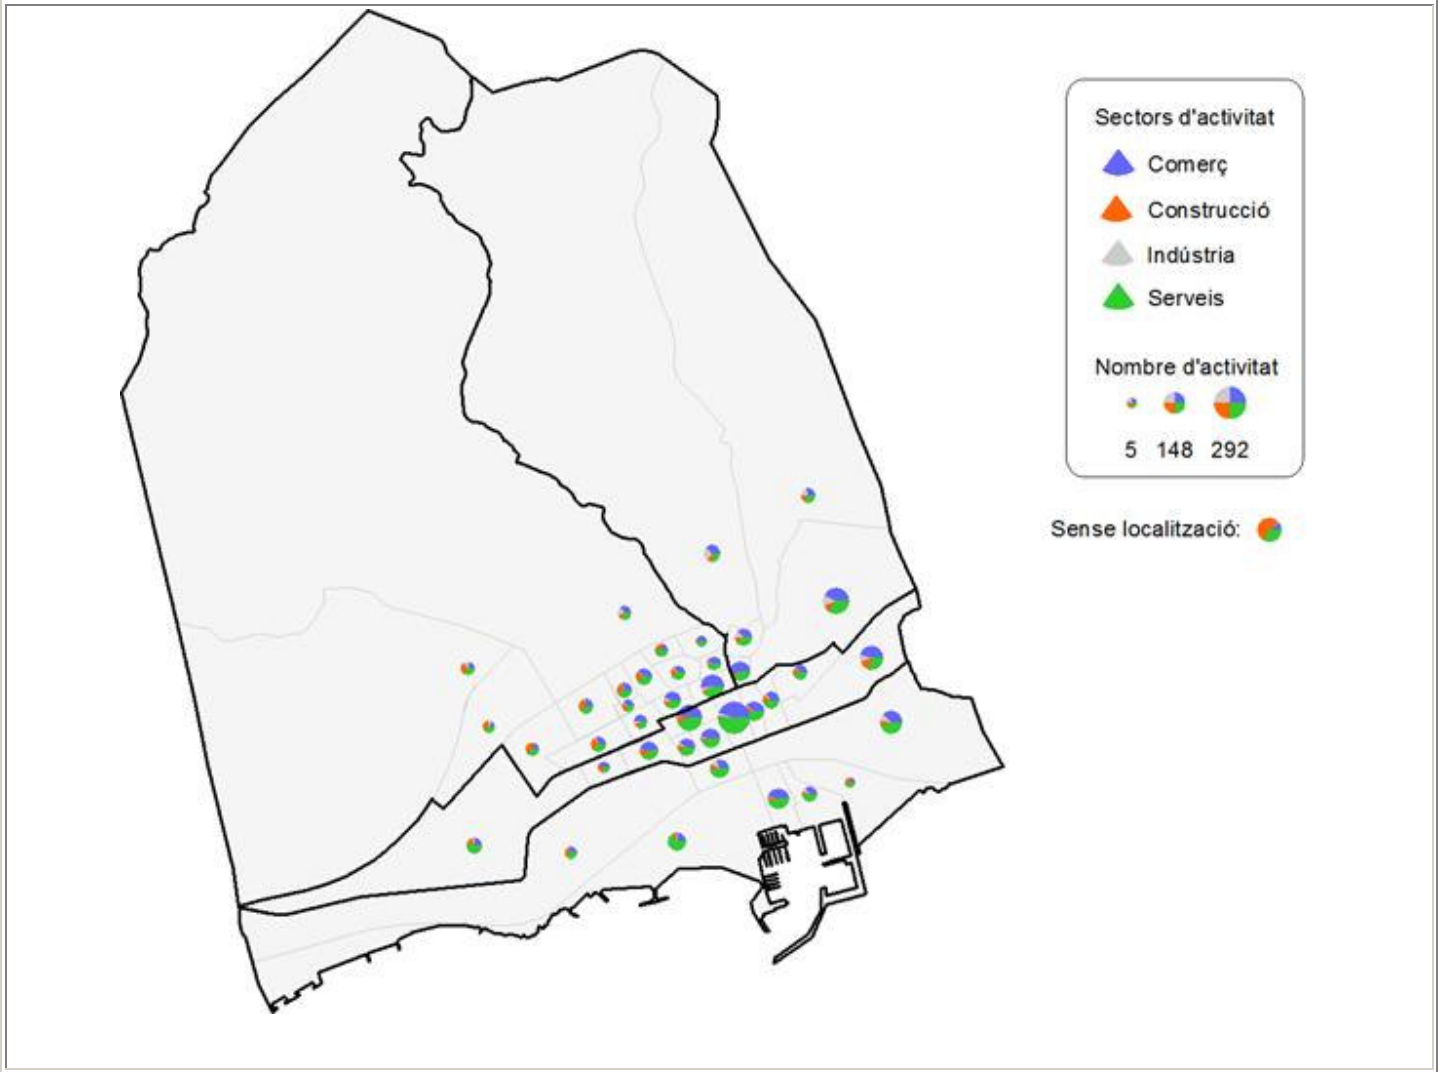 Sectors d'activitat
Comerç
Construcció
Indústria
Serveis
Nombre d'activitat
5 148 292
Sense localització: